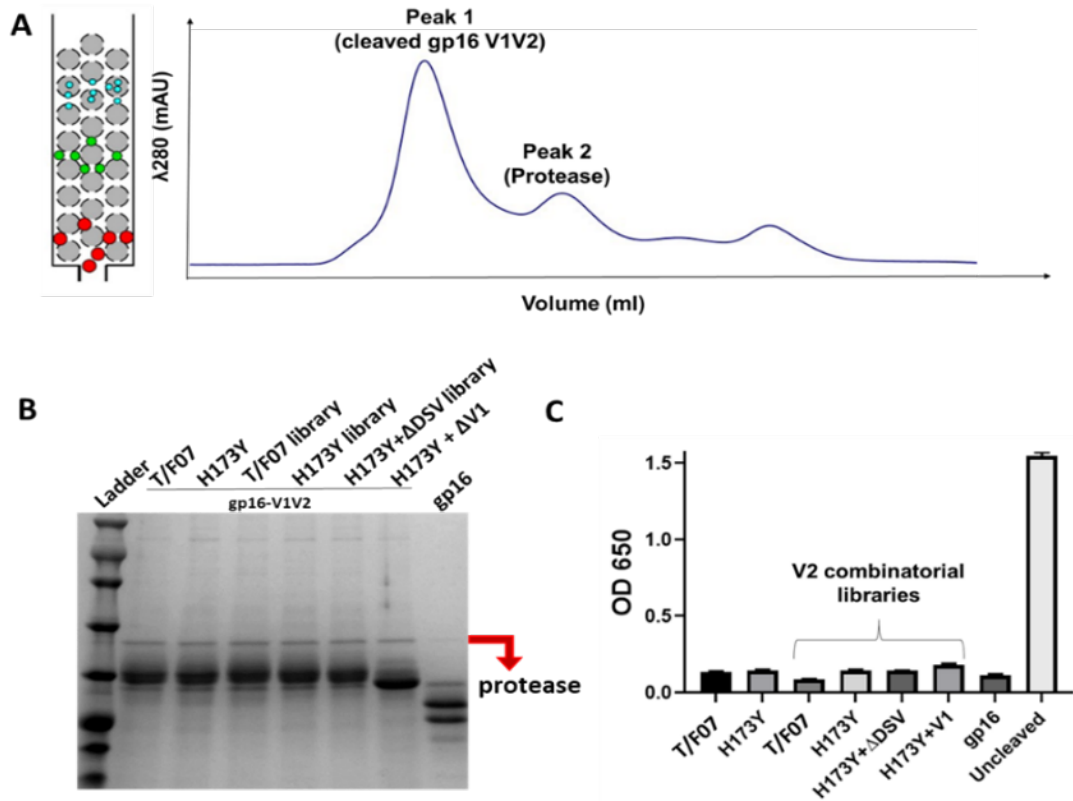 A
Peak 1
(cleaved gp16 V1V2)
Peak 2
(Protease)
λ280 (mAU)
Volume (ml)
B
Ladder
T/F07
H173Y
T/F07 library
H173Y library
H173Y+ΔDSV library
H173Y + ΔV1
gp16
gp16-V1V2
protease
C
OD 650
1.5
1.0
0.5
0.0
V2 combinatorial
libraries
T/F07
H173Y
T/F07
H173Y
H173Y+ΔDSV
H173Y+V1
gp16
Uncleaved